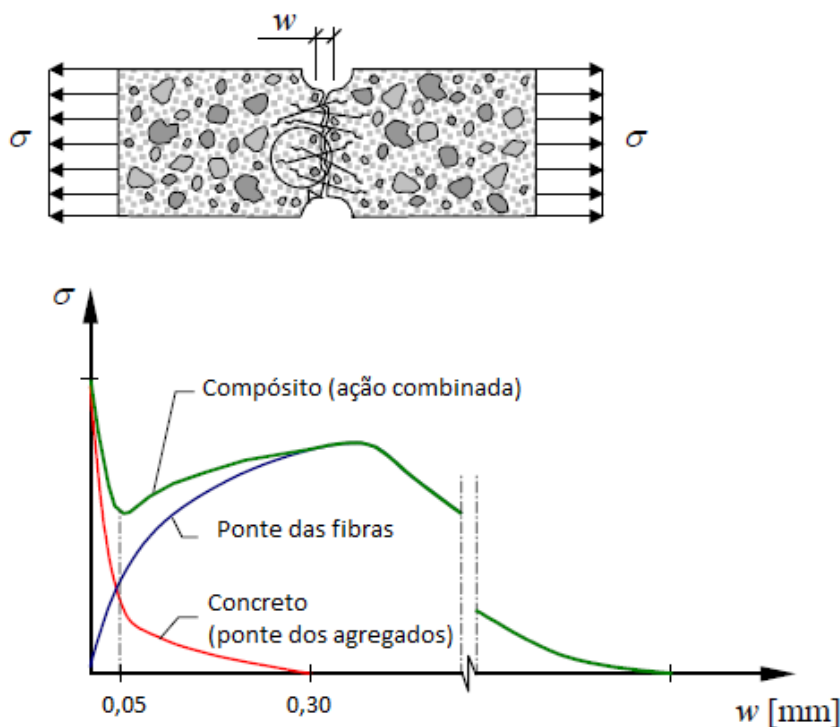 w
σ
σ
σ
Compósito (ação combinada)
Ponte das fibras
Concreto
(ponte dos agregados)
0,05
0,30
w [mm]